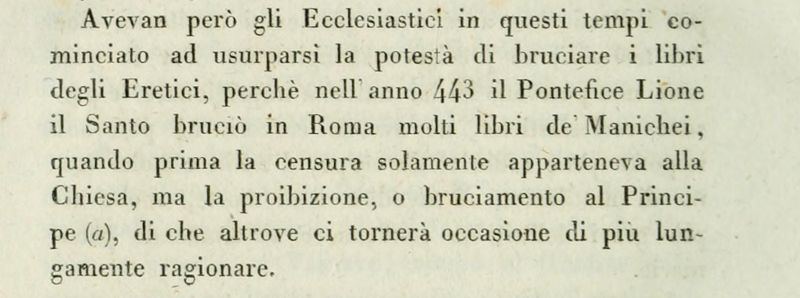 Avevan però gli Ecclesiastici in questi tempi co-
minciato ad usurparsi la potestà di bruciare i libri
degli Eretici, perchè nell'anno 443 il Pontefice Lione
il Santo bruciò in Roma molti libri de' Manichei,
quando prima la censura solamente apparteneva alla
Chiesa, ma la proibizione, o bruciamento al Princi-
pe (a), di che altrove ci tornerà occasione di più lun-
gamente ragionare.